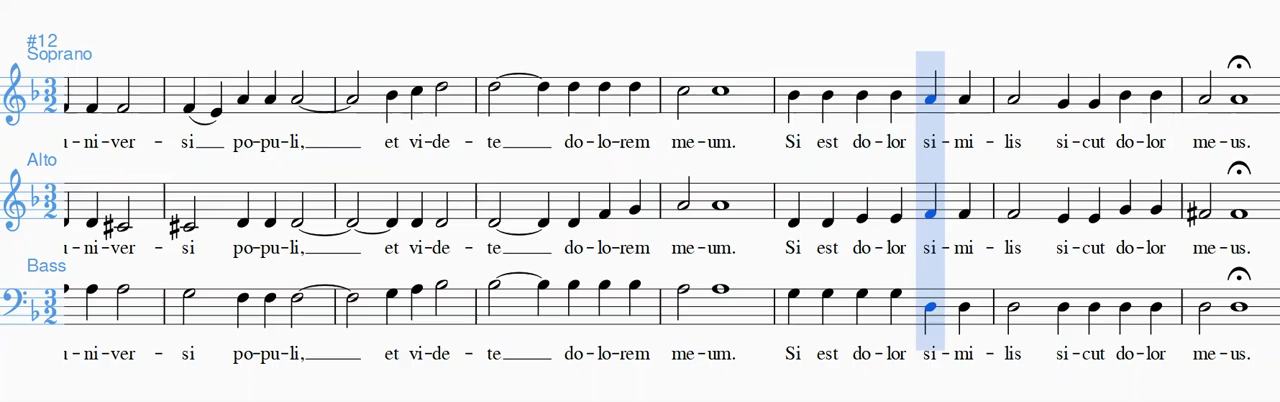 #12
Soprano
ni-ver - si popu-li, et vi-de - te do-lo-rem me-um. Si est do-lor si-mi - lis si-cut do-lor me-us.
Alto
ni-ver- si popu-li, et vi-de - te do-lo-rem me-um. Si est do-lor si-mi - lis si-cut do-lor me-us.
Bass
ni-ver - si po-pu-li, et vi-de - te do-lo-rem me-um. Si est do-lor si-mi - lis si-cut do-lor me-us.